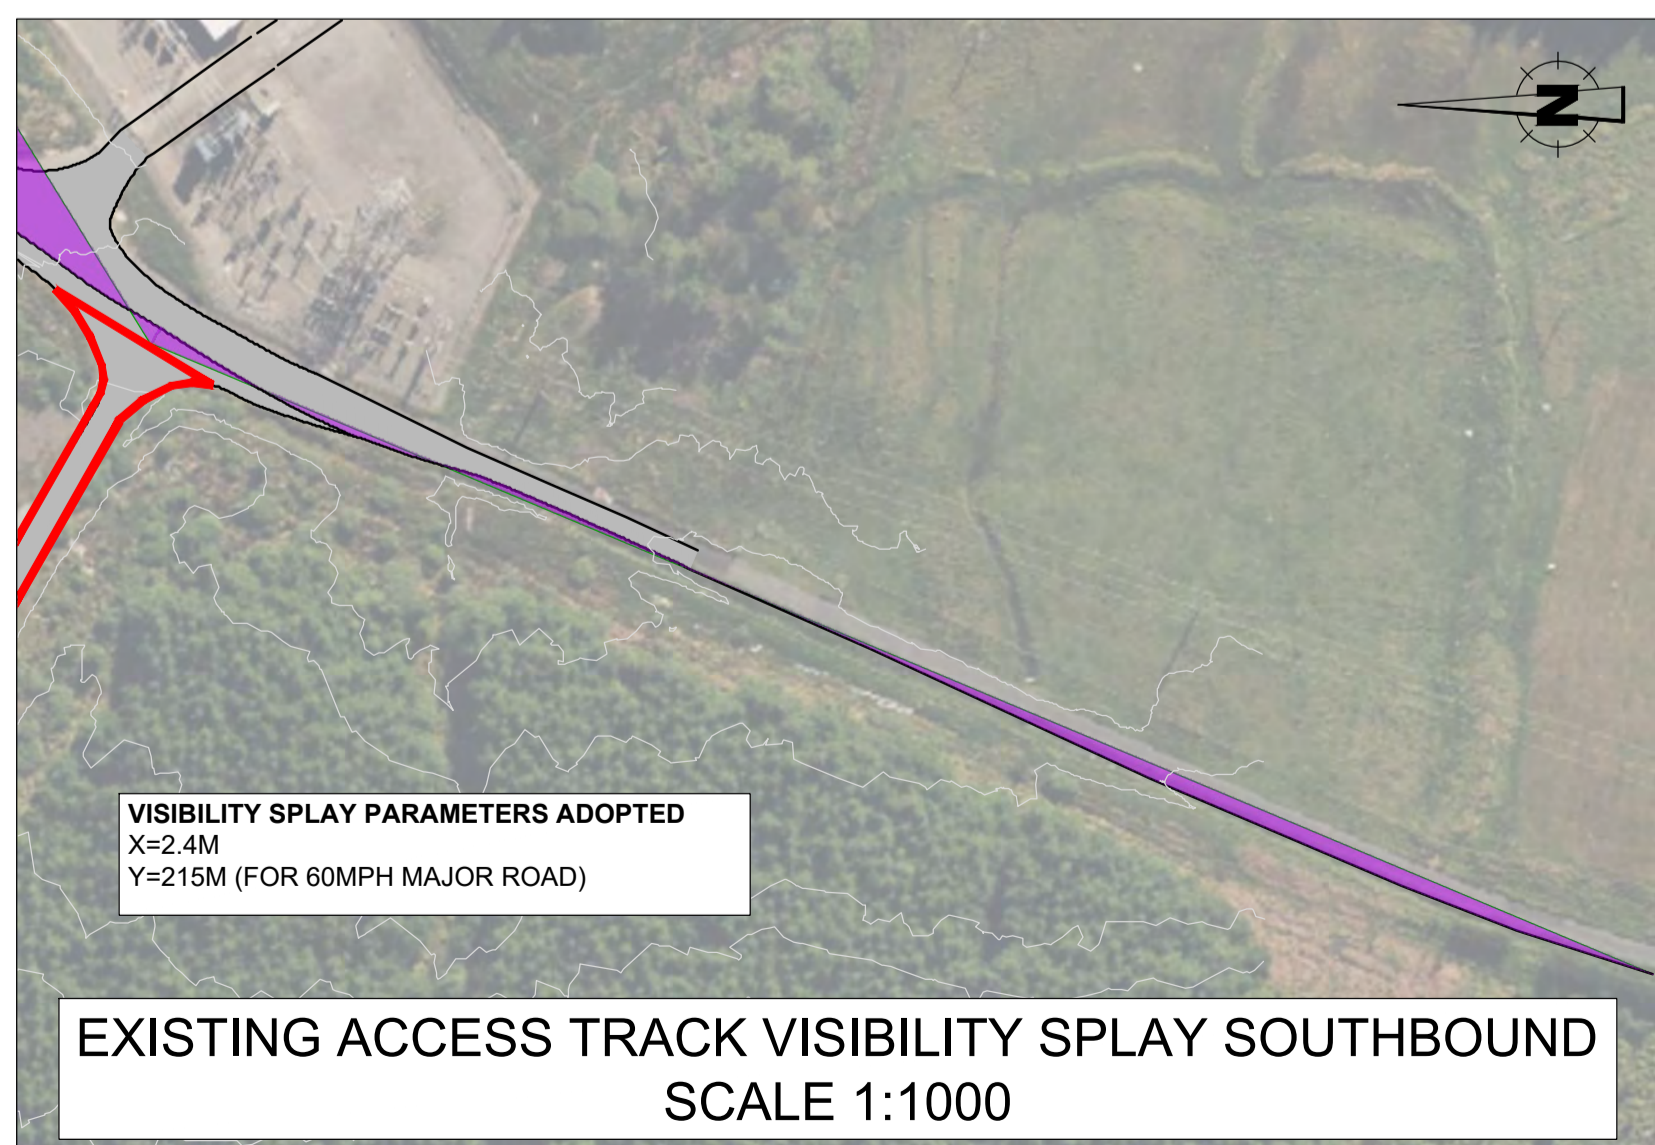 N
VISIBILITY SPLAY PARAMETERS ADOPTED
X=2.4M
Y=215M (FOR 60MPH MAJOR ROAD)
EXISTING ACCESS TRACK VISIBILITY SPLAY SOUTHBOUND
SCALE 1:1000